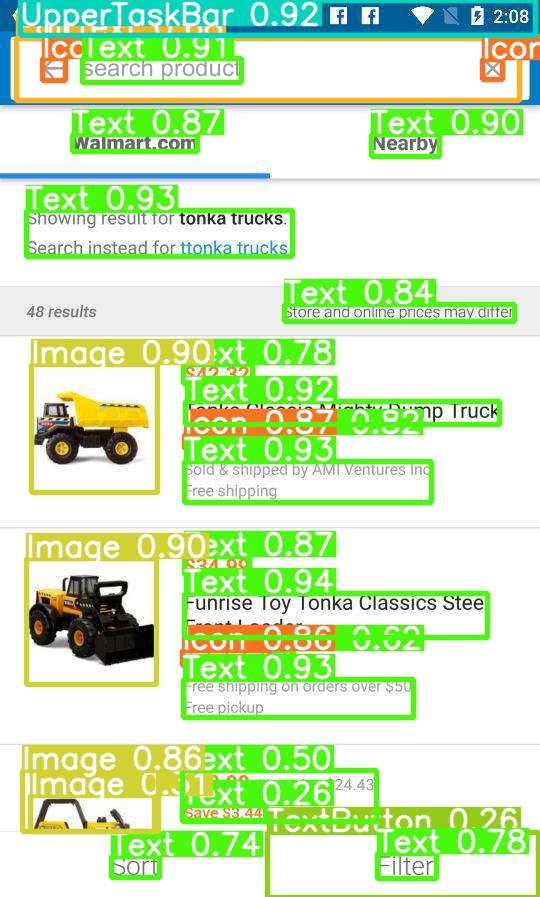 UpperTaskBar 0.92
2:08
Text 0.91
search product
Text 0.87
Text 0.90
Walmart.com
Nearby
Text 0.93
Showing result for tonka trucks.
Search instead for ttonka trucks.
Text 0.84
48 results
Store and online prices may differ
Image 0.90
Text 0.78
$42.32
Text 0.92
Tonka Classic Mighty Dump Truck
Icon 0.87
0.82
Text 0.93
Sold & shipped by AMI Ventures Inc
Free shipping
Image 0.90
Text 0.87
$34.99
Text 0.94
Funrise Toy Tonka Classics Stee
Front Loader
Icon 0.86
0.62
Text 0.93
Free shipping on orders over $50
Free pickup
Image 0.86
Text 0.50
Image 0.31
$24.43
Text 0.26
Save $3.44
TextButton 0.26
Text 0.74
Text 0.78
Sort
Filter